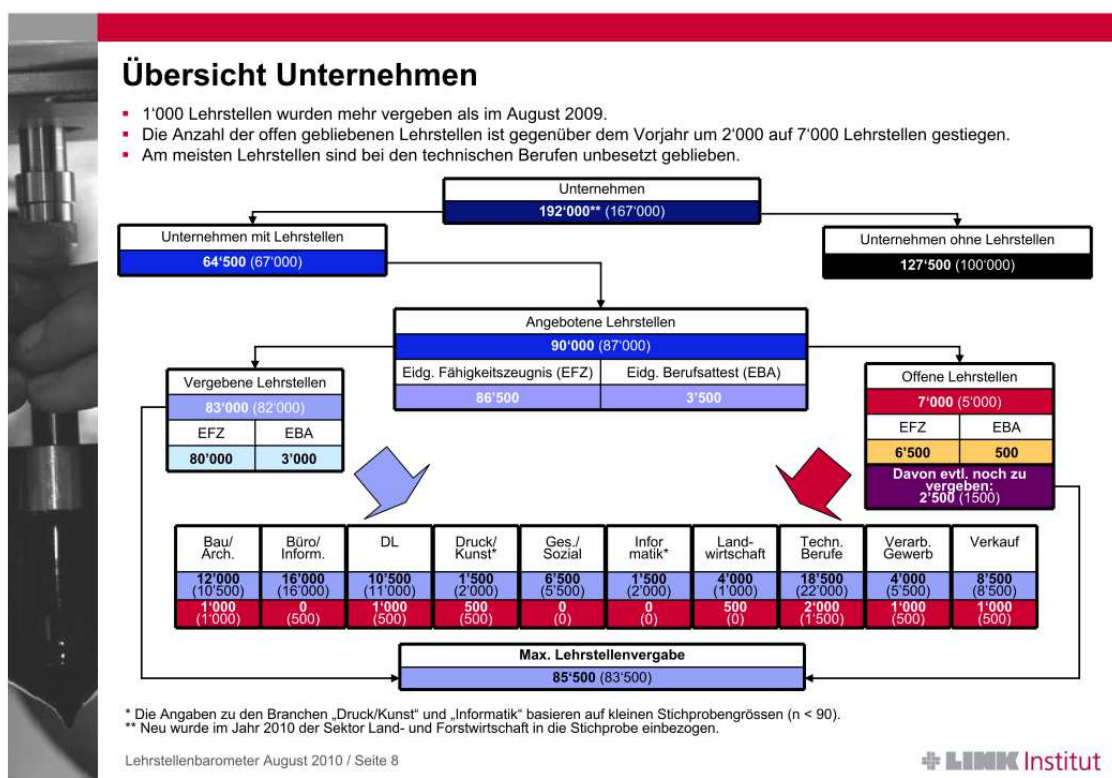 Übersicht Unternehmen
1‘000 Lehrstellen wurden mehr vergeben als im August 2009.
Die Anzahl der offen gebliebenen Lehrstellen ist gegenüber dem Vorjahr um 2‘000 auf 7‘000 Lehrstellen gestiegen.
Am meisten Lehrstellen sind bei den technischen Berufen unbesetzt geblieben.
Unternehmen
192‘000** (167‘000)
Unternehmen mit Lehrstellen
64‘500 (67‘000)
Unternehmen ohne Lehrstellen
127‘500 (100‘000)
Angebotene Lehrstellen
90‘000 (87‘000)
Eidg. Fähigkeitszeugnis (EFZ) Eidg. Berufsattest (EBA)
86’500 3’500
Vergebene Lehrstellen
83‘000 (82‘000)
EFZ EBA
80’000 3’000
Offene Lehrstellen
7‘000 (5‘000)
EFZ EBA
6’500 500
Davon evtl. noch zu
vergeben:
2‘500 (1500)
Bau/ Büro/ DL Druck/ Ges./ Infor Land- Techn. Verarb. Verkauf
Arch. Inform. Kunst* Sozial matik* wirtschaft Berufe Gewerb
12’000 16’000 10’500 1’500 6’500 1’500 4’000 18’500 4’000 8’500
(10’500) (16’000) (11’000) (2’000) (5’500) (2’000) (1’000) (22’000) (5’500) (8’500)
1‘000 0 1‘000 500 0 0 500 2‘000 1‘000 1‘000
(1‘000) (500) (500) (500) (0) (0) (0) (1‘500) (500) (500)
Max. Lehrstellenvergabe
85‘500 (83‘500)
* Die Angaben zu den Branchen „Druck/Kunst“ und „Informatik“ basieren auf kleinen Stichprobengrössen (n < 90).
** Neu wurde im Jahr 2010 der Sektor Land- und Forstwirtschaft in die Stichprobe einbezogen.
Lehrstellenbarometer August 2010 / Seite 8
LINK Institut